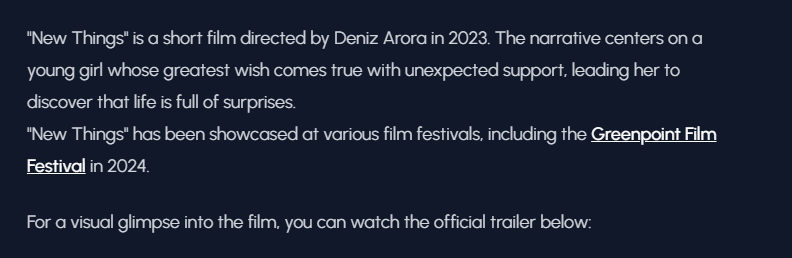 "New Things" is a short film directed by Deniz Arora in 2023. The narrative centers on a
young girl whose greatest wish comes true with unexpected support, leading her to
discover that life is full of surprises.
"New Things" has been showcased at various film festivals, including the Greenpoint Film
Festival in 2024.
For a visual glimpse into the film, you can watch the official trailer below: